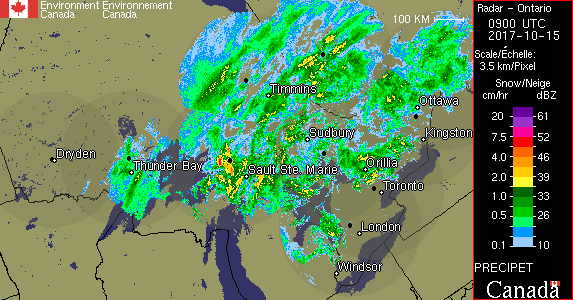 Environment Environnement
Canada Canada
100 KM
Timmins
Ottawa
Sudbury
Kingston
Dryden
Thunder Bay
Sault Ste. Marie
Orillia
Toronto
London
Windsor
Radar - Ontario
0900 UTC
2017-10-15
Scale/Échelle:
3.5 km/Pixel
Snow/Neige
cm/hr dBZ
20 61
7.5 52
4.0 46
2.0 39
1.0 33
0.5 26
0.1 10
PRECIPET
Canada